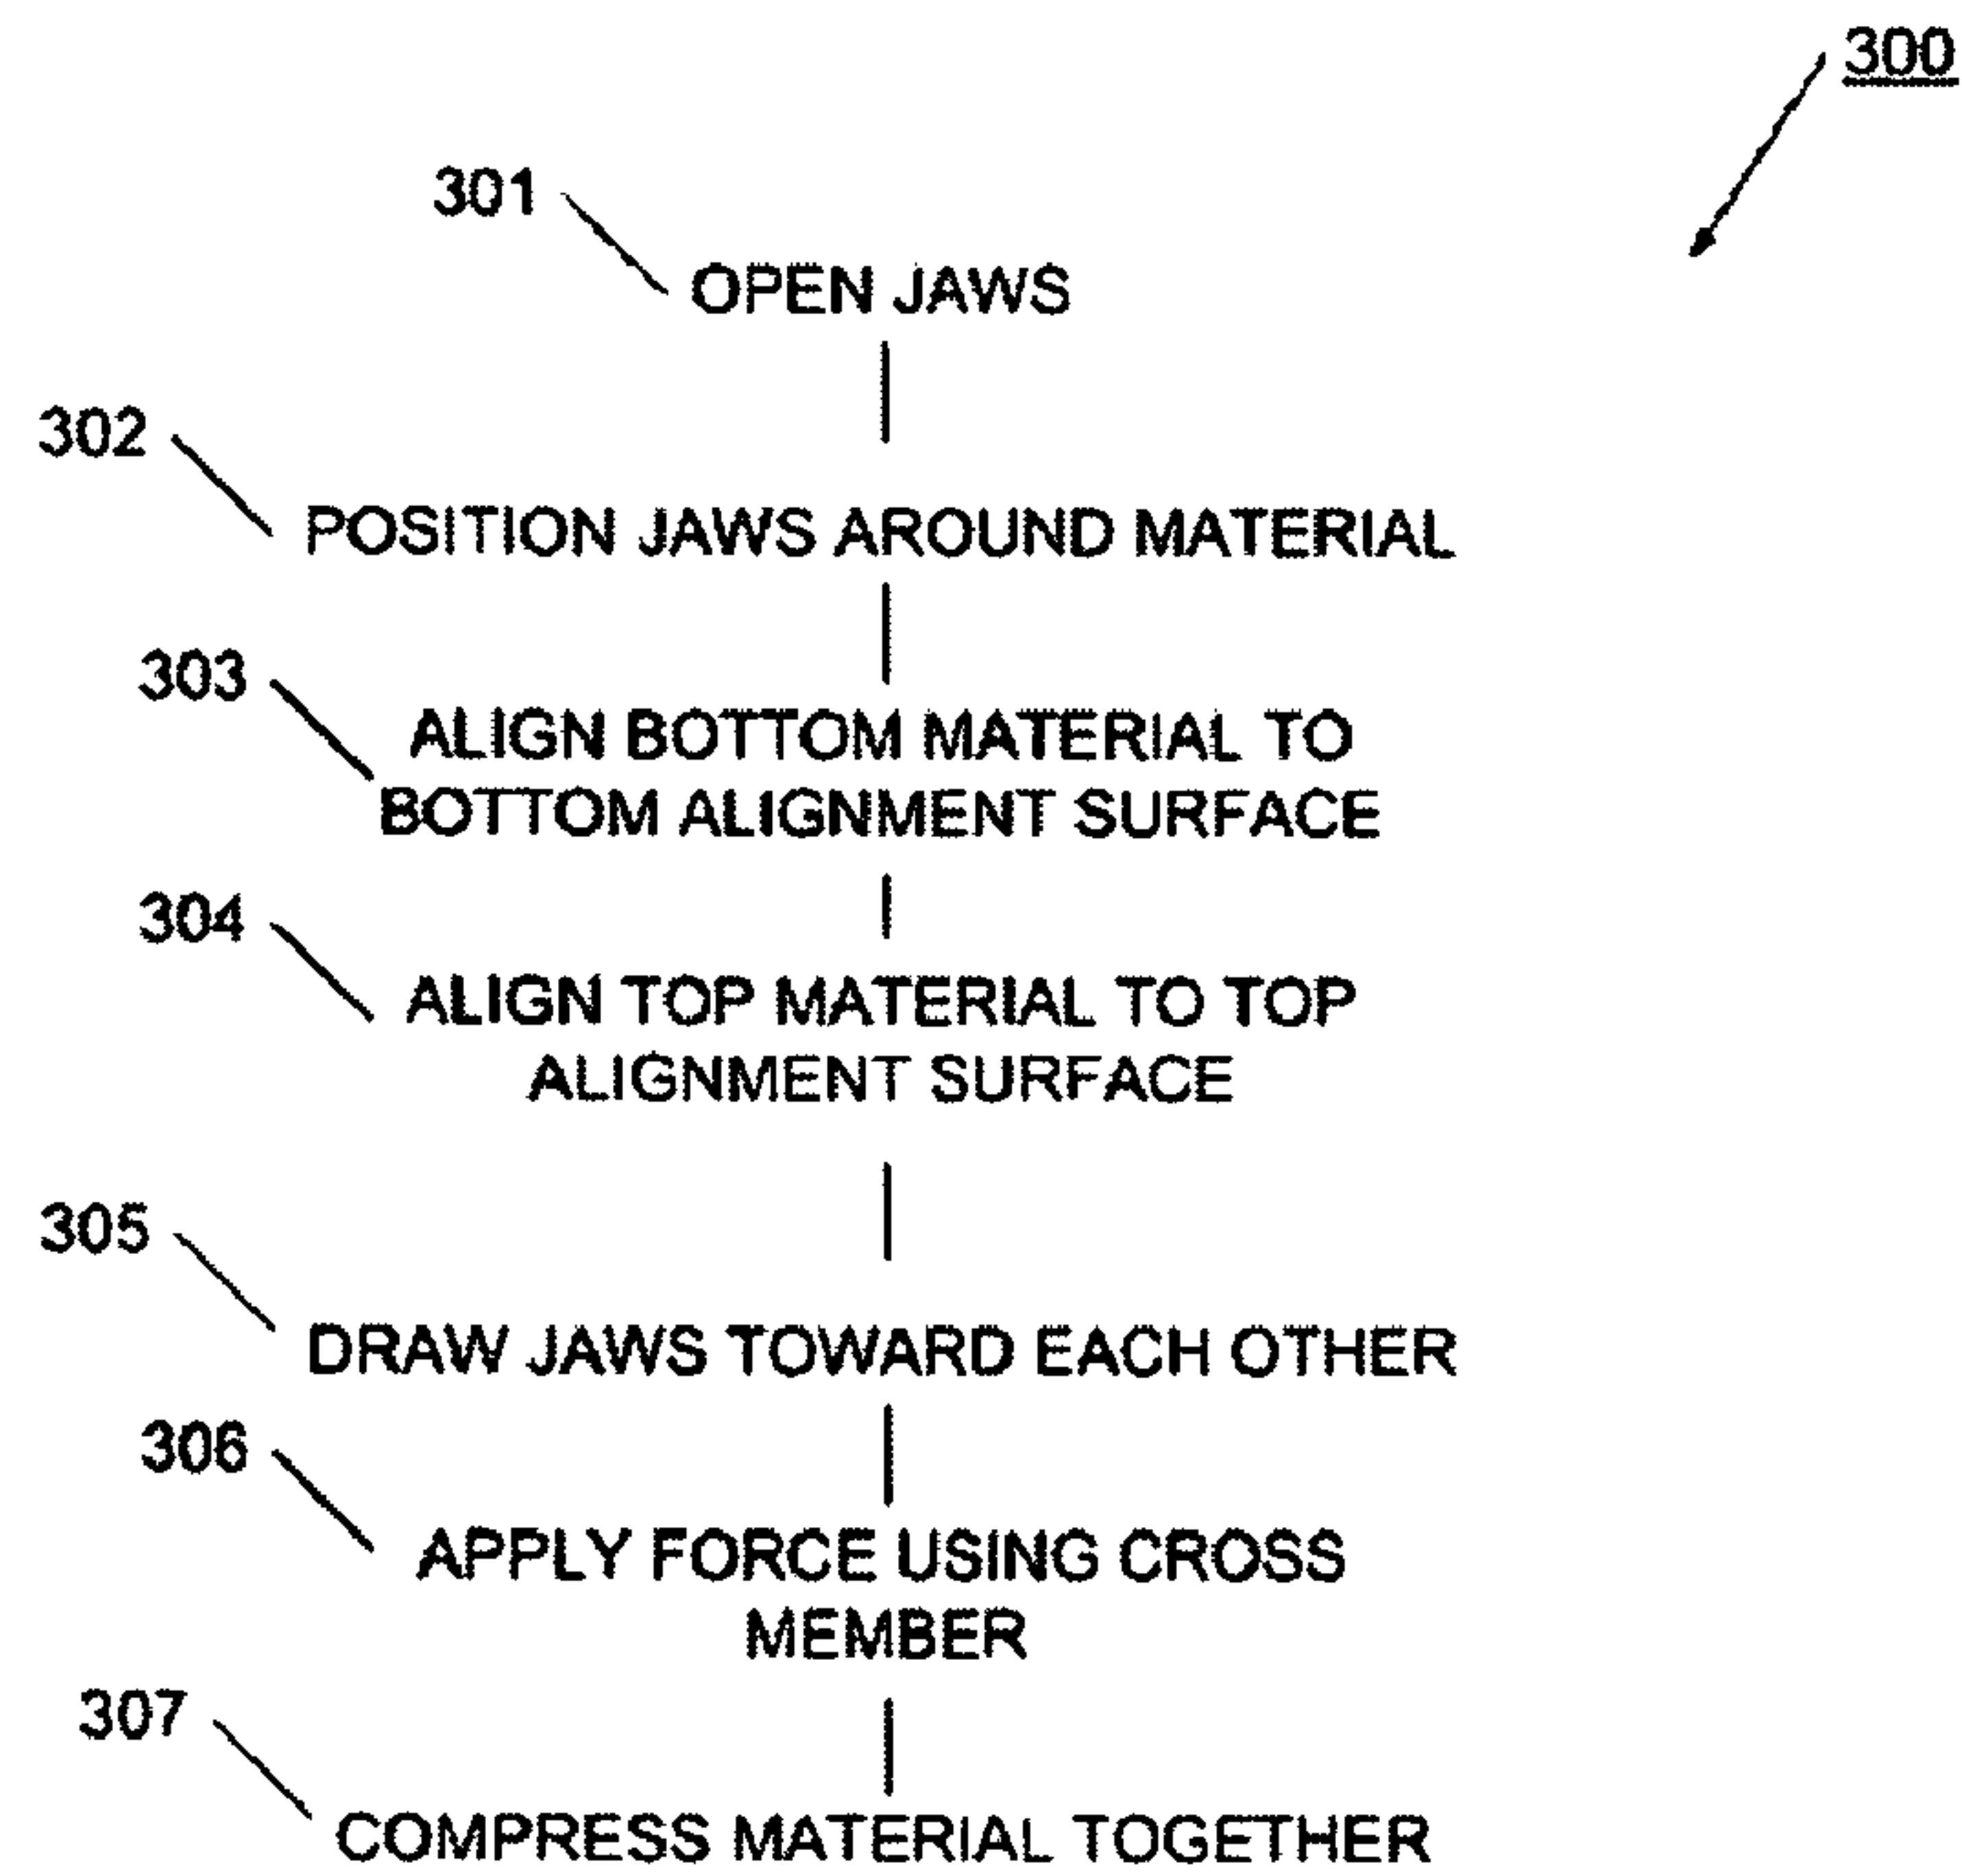 300
301
OPEN JAWS
302
POSITION JAWS AROUND MATERIAL
303
ALIGN BOTTOM MATERIAL TO
BOTTOM ALIGNMENT SURFACE
304
ALIGN TOP MATERIAL TO TOP
ALIGNMENT SURFACE
305
DRAW JAWS TOWARD EACH OTHER
306
APPLY FORCE USING CROSS
MEMBER
307
COMPRESS MATERIAL TOGETHER